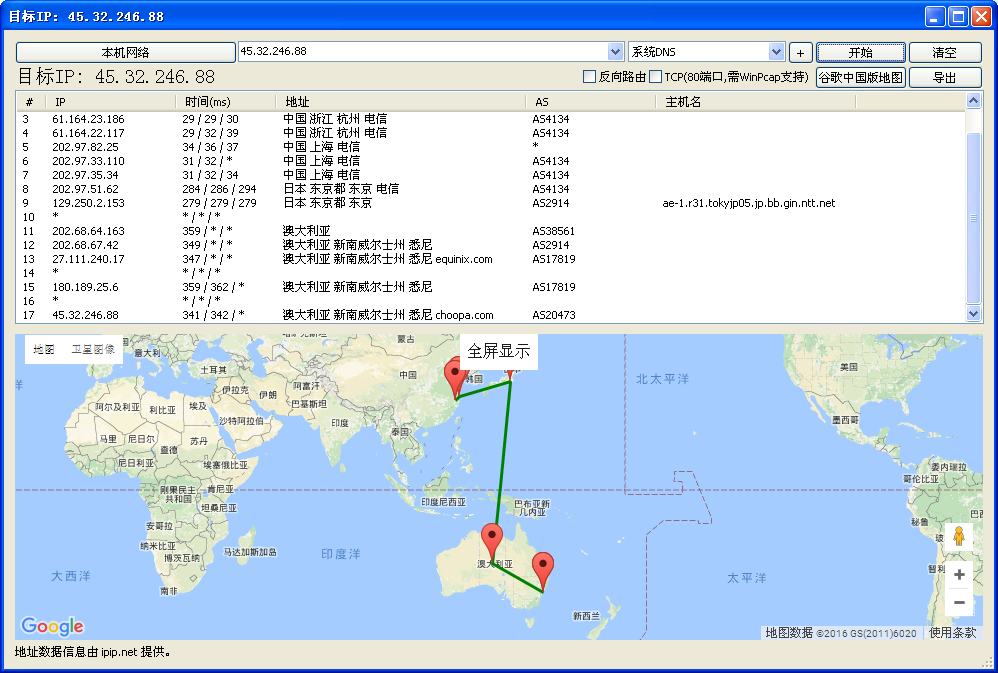 目标IP: 45.32.246.88
本机网络 45.32.246.88 系统DNS + 开始 清空
目标IP: 45.32.246.88 反向路由 TCP(80端口,需WinPcap支持) 谷歌中国版地图 导出
# IP 时间(ms) 地址 AS 主机名
3 61.164.23.186 29 / 29 / 30 中国 浙江 杭州 电信 AS4134
4 61.164.22.117 29 / 32 / 39 中国 浙江 杭州 电信 AS4134
5 202.97.82.25 34 / 36 / 37 中国 上海 电信 *
6 202.97.33.110 31 / 32 / * 中国 上海 电信 AS4134
7 202.97.35.34 31 / 32 / 34 中国 上海 电信 AS4134
8 202.97.51.62 284 / 286 / 294 日本 东京都 东京 电信 AS4134
9 129.250.2.153 279 / 279 / 279 日本 东京都 东京 AS2914 ae-1.r31.tokyjp05.jp.bb.gin.ntt.net
10 * * / * / *
11 202.68.64.163 359 / * / * 澳大利亚 AS38561
12 202.68.67.42 349 / * / * 澳大利亚 新南威尔士州 悉尼 AS2914
13 27.111.240.17 347 / * / * 澳大利亚 新南威尔士州 悉尼 equinix.com AS17819
14 * * / * / *
15 180.189.25.6 359 / 362 / * 澳大利亚 新南威尔士州 悉尼 AS17819
16 * * / * / *
17 45.32.246.88 341 / 342 / * 澳大利亚 新南威尔士州 悉尼 choopa.com AS20473
地图 卫星图像
全屏显示
蒙古
意大利
土耳其
中国
韩国
北太平洋
美国
伊拉克
伊朗
阿富汗
巴基斯坦
阿尔及利亚
利比亚
埃及
沙特阿拉伯
印度
泰国
墨西哥
马里
尼日尔
乍得
苏丹
尼日利亚
埃塞俄比亚
委内瑞拉
哥伦比亚
刚果民主
共和国
肯尼亚
坦桑尼亚
印度尼西亚
巴布亚新
几内亚
秘鲁
安哥拉
纳米比亚
博茨瓦纳
马达加斯加岛
印度洋
澳大利亚
大西洋
南非
太平洋
智利
新西兰
+
−
Google
地图数据 ©2016 GS(2011)6020 使用条款
地址数据信息由 ipip.net 提供。